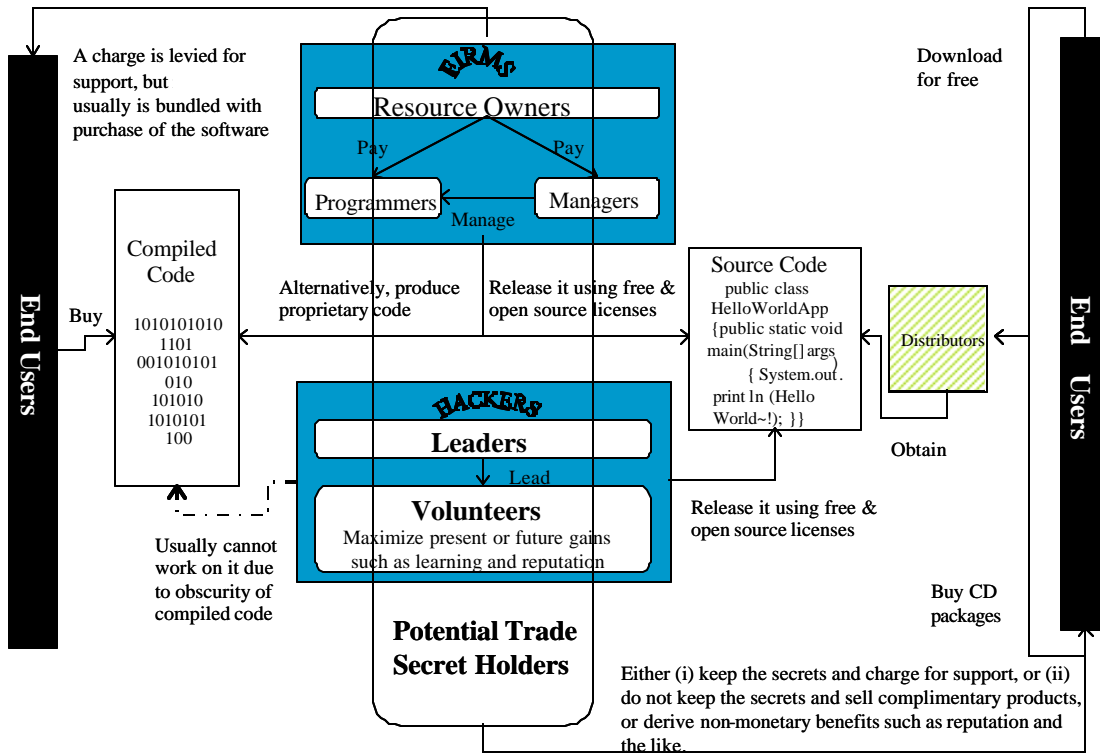 A charge is levied for
support, but
usually is bundled with
purchase of the software
EIRMS
Resource Owners
Pay
Pay
Programmers
Managers
Manage
Download
for free
End Users
Buy
Compiled
Code
1010101010
1101
001010101
010
101010
1010101
100
Alternatively, produce
proprietary code
Release it using free &
open source licenses
Source Code
public class
HelloWorldApp
{public static void
main(String[] args
)
{ System.out .
print ln (Hello
World~!); }}
Distributors
End Users
Obtain
HACKERS
Leaders
Lead
Volunteers
Maximize present or future gains
such as learning and reputation
Release it using free &
open source licenses
Usually cannot
work on it due
to obscurity of
compiled code
Buy CD
packages
Potential Trade
Secret Holders
Either (i) keep the secrets and charge for support, or (ii)
do not keep the secrets and sell complimentary products,
or derive non-monetary benefits such as reputation and
the like.